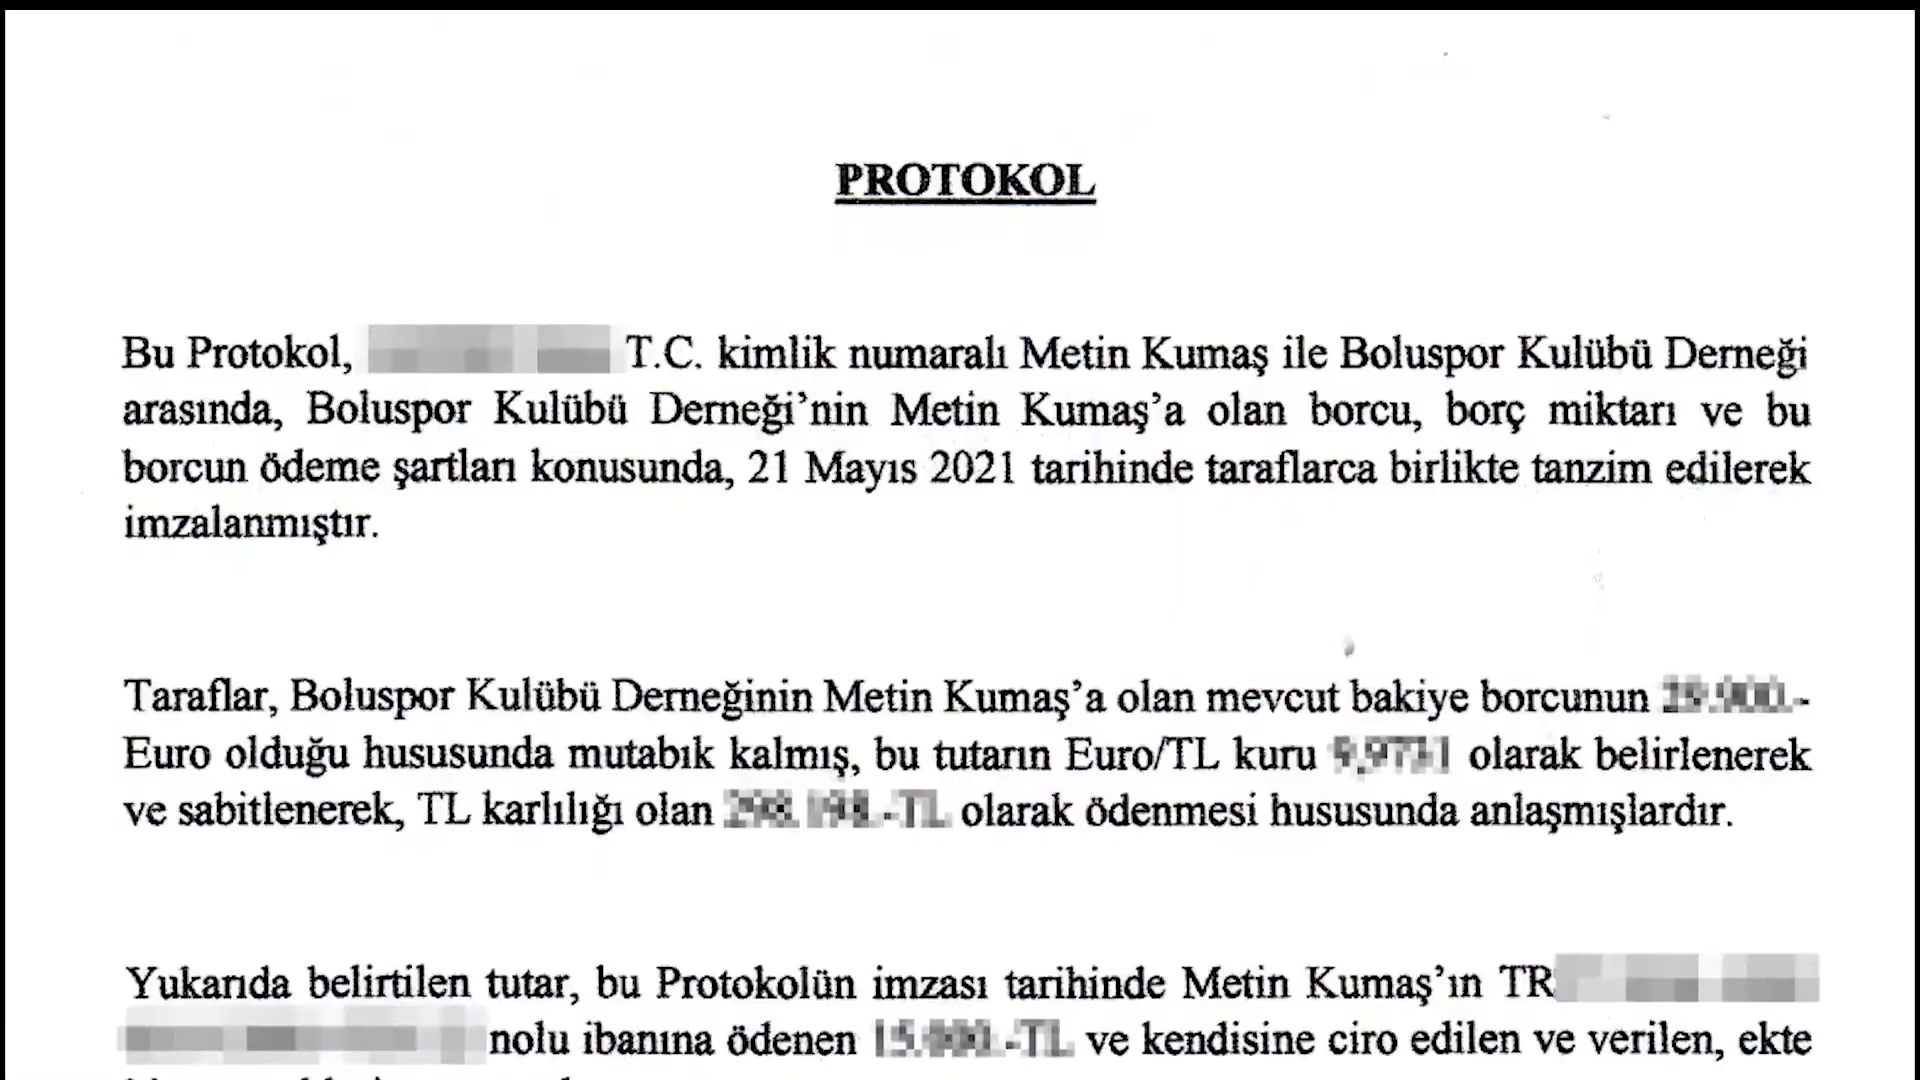 PROTOKOL
Bu Protokol, T.C. kimlik numaralı Metin Kumaş ile Boluspor Kulübü Derneği
arasında, Boluspor Kulübü Derneği'nin Metin Kumaş'a olan borcu, borç miktarı ve bu
borcun ödeme şartları konusunda, 21 Mayıs 2021 tarihinde taraflarca birlikte tanzim edilerek
imzalanmıştır.
Taraflar, Boluspor Kulübü Derneğinin Metin Kumaş'a olan mevcut bakiye borcunun
Euro olduğu hususunda mutabık kalmış, bu tutarın Euro/TL kuru olarak belirlenerek
ve sabitlenerek, TL karlılığı olan olarak ödenmesi hususunda anlaşmışlardır.
Yukarıda belirtilen tutar, bu Protokolün imzası tarihinde Metin Kumaş'ın TR
nolu ibanına ödenen ve kendisine ciro edilen ve verilen, ekte